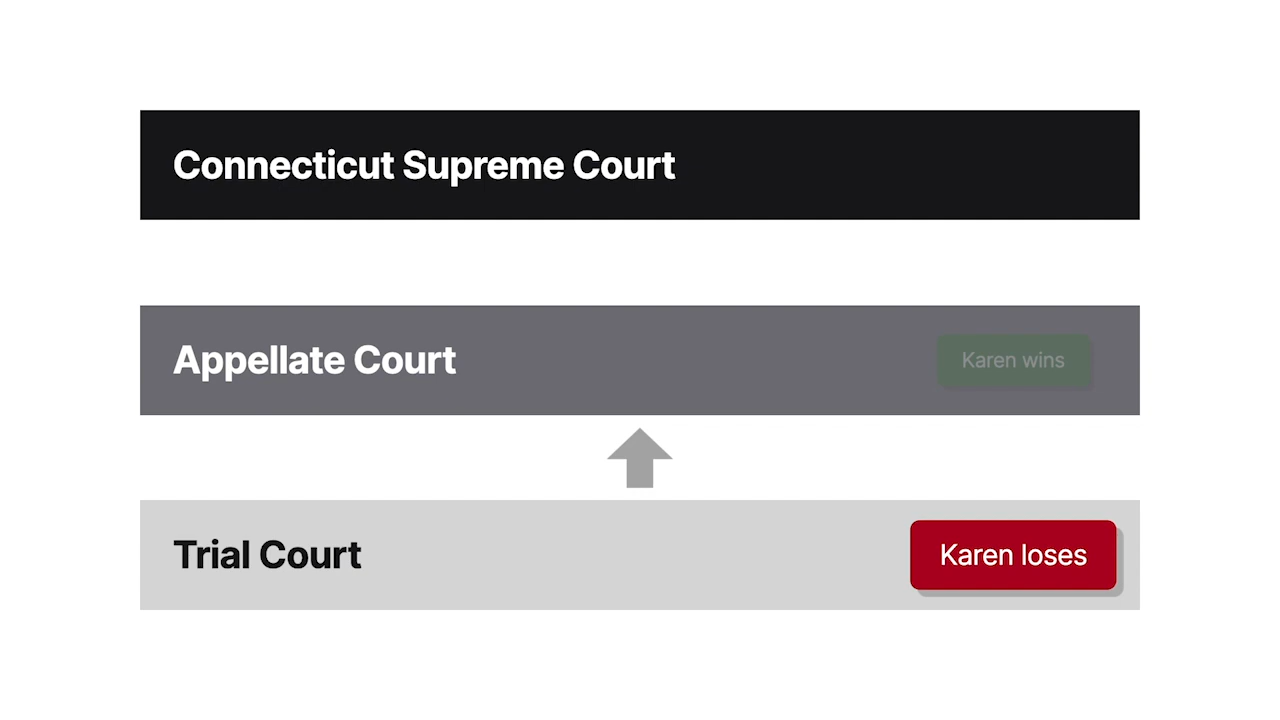 Connecticut Supreme Court
Appellate Court
Karen wins
Trial Court
Karen loses